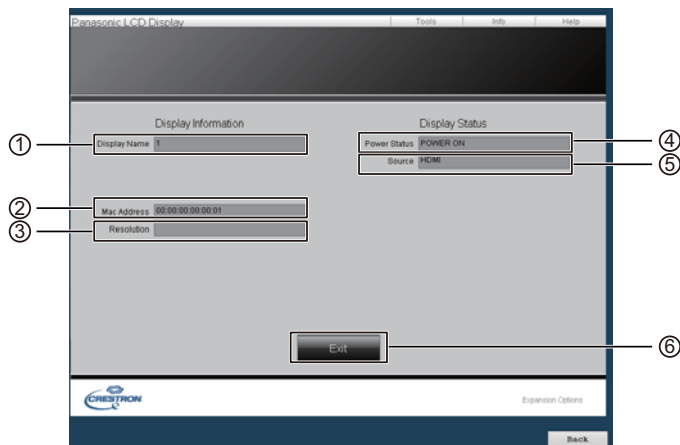 Panasonic LCD Display
Tools Info Help
Display Information
Display Status
① Display Name 1
Power Status POWER ON ④
Source HDMI ⑤
② Mac Address 00:00:00:00:00:01
③ Resolution
Exit ⑥
CRESTRON
Expansion Options
Back